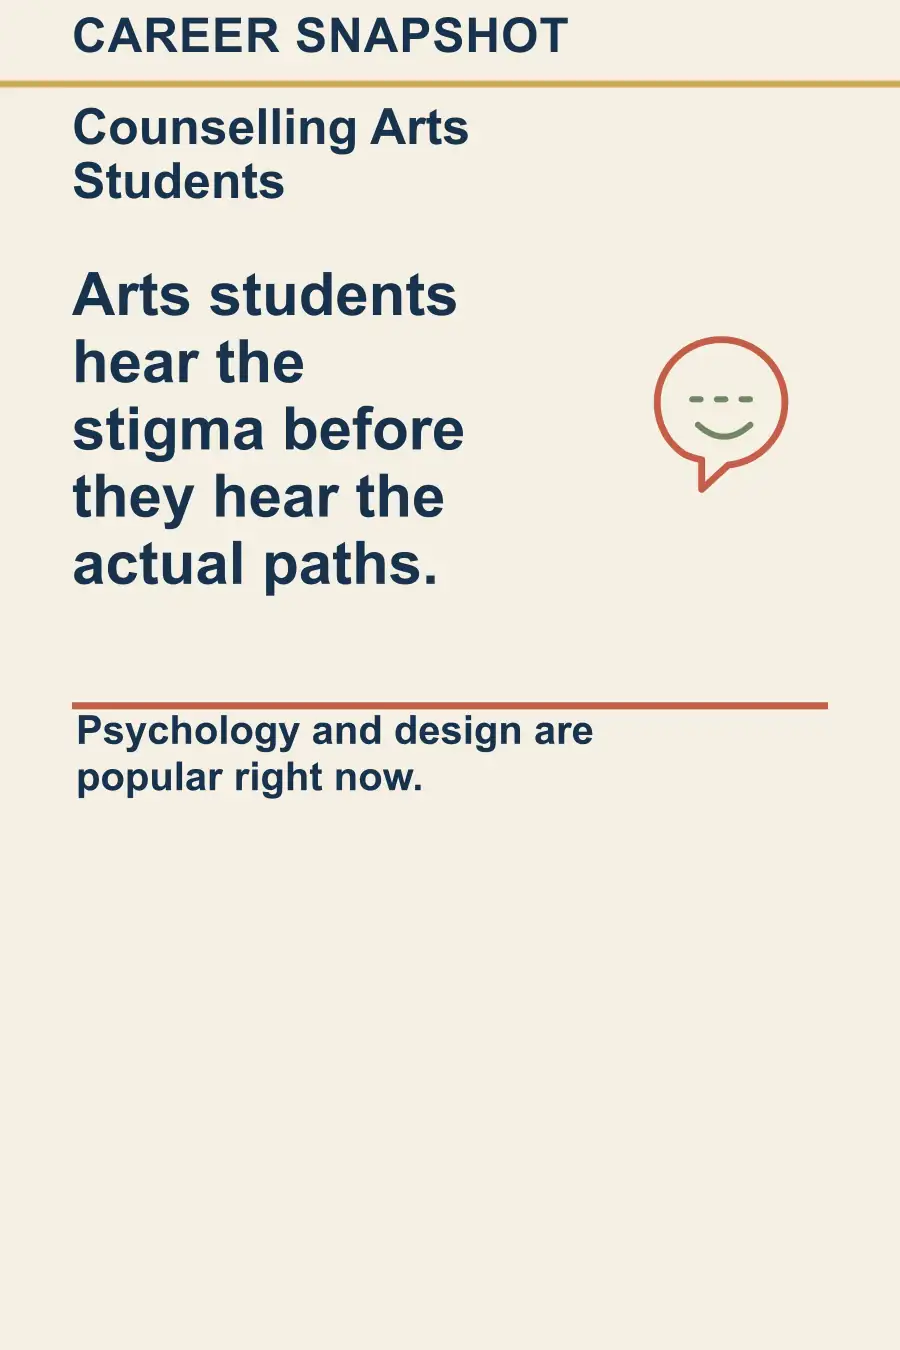 CAREER SNAPSHOT
Counselling Arts
Students
Arts students
hear the
stigma before
they hear the
actual paths.
Psychology and design are
popular right now.